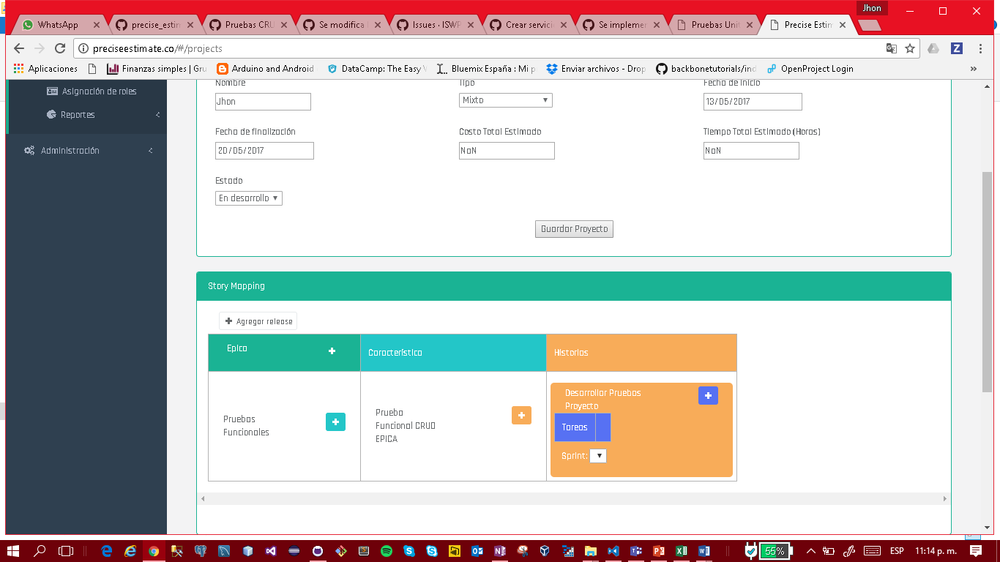 Jhon
WhatsApp
precise_estin
Pruebas CRU
Se modifica
Issues · ISWF
Crear servici
Se implemen
Pruebas Unit
Precise Estim
preciseestimate.co/#/projects
Aplicaciones
Finanzas simples | Gru
Arduino and Android
DataCamp: The Easy
Bluemix España : Mi p
Enviar archivos - Drop
backbonetutorials/ind
OpenProject Login
»
Asignación de roles
Reportes
Administración
Nombre
Tipo
Fecha de inicio
Jhon
Mixto
13/05/2017
Fecha de finalización
Costo Total Estimado
Tiempo Total Estimado (Horas)
20/05/2017
NaN
NaN
Estado
En desarrollo
Guardar Proyecto
Story Mapping
+ Agregar release
Epica
+
Característica
Historias
Pruebas
Funcionales
+
Prueba
Funcional CRUD
EPICA
+
Desarrollar Pruebas
Proyecto
+
Tareas
Sprint:
55%
ESP
11:14 p. m.